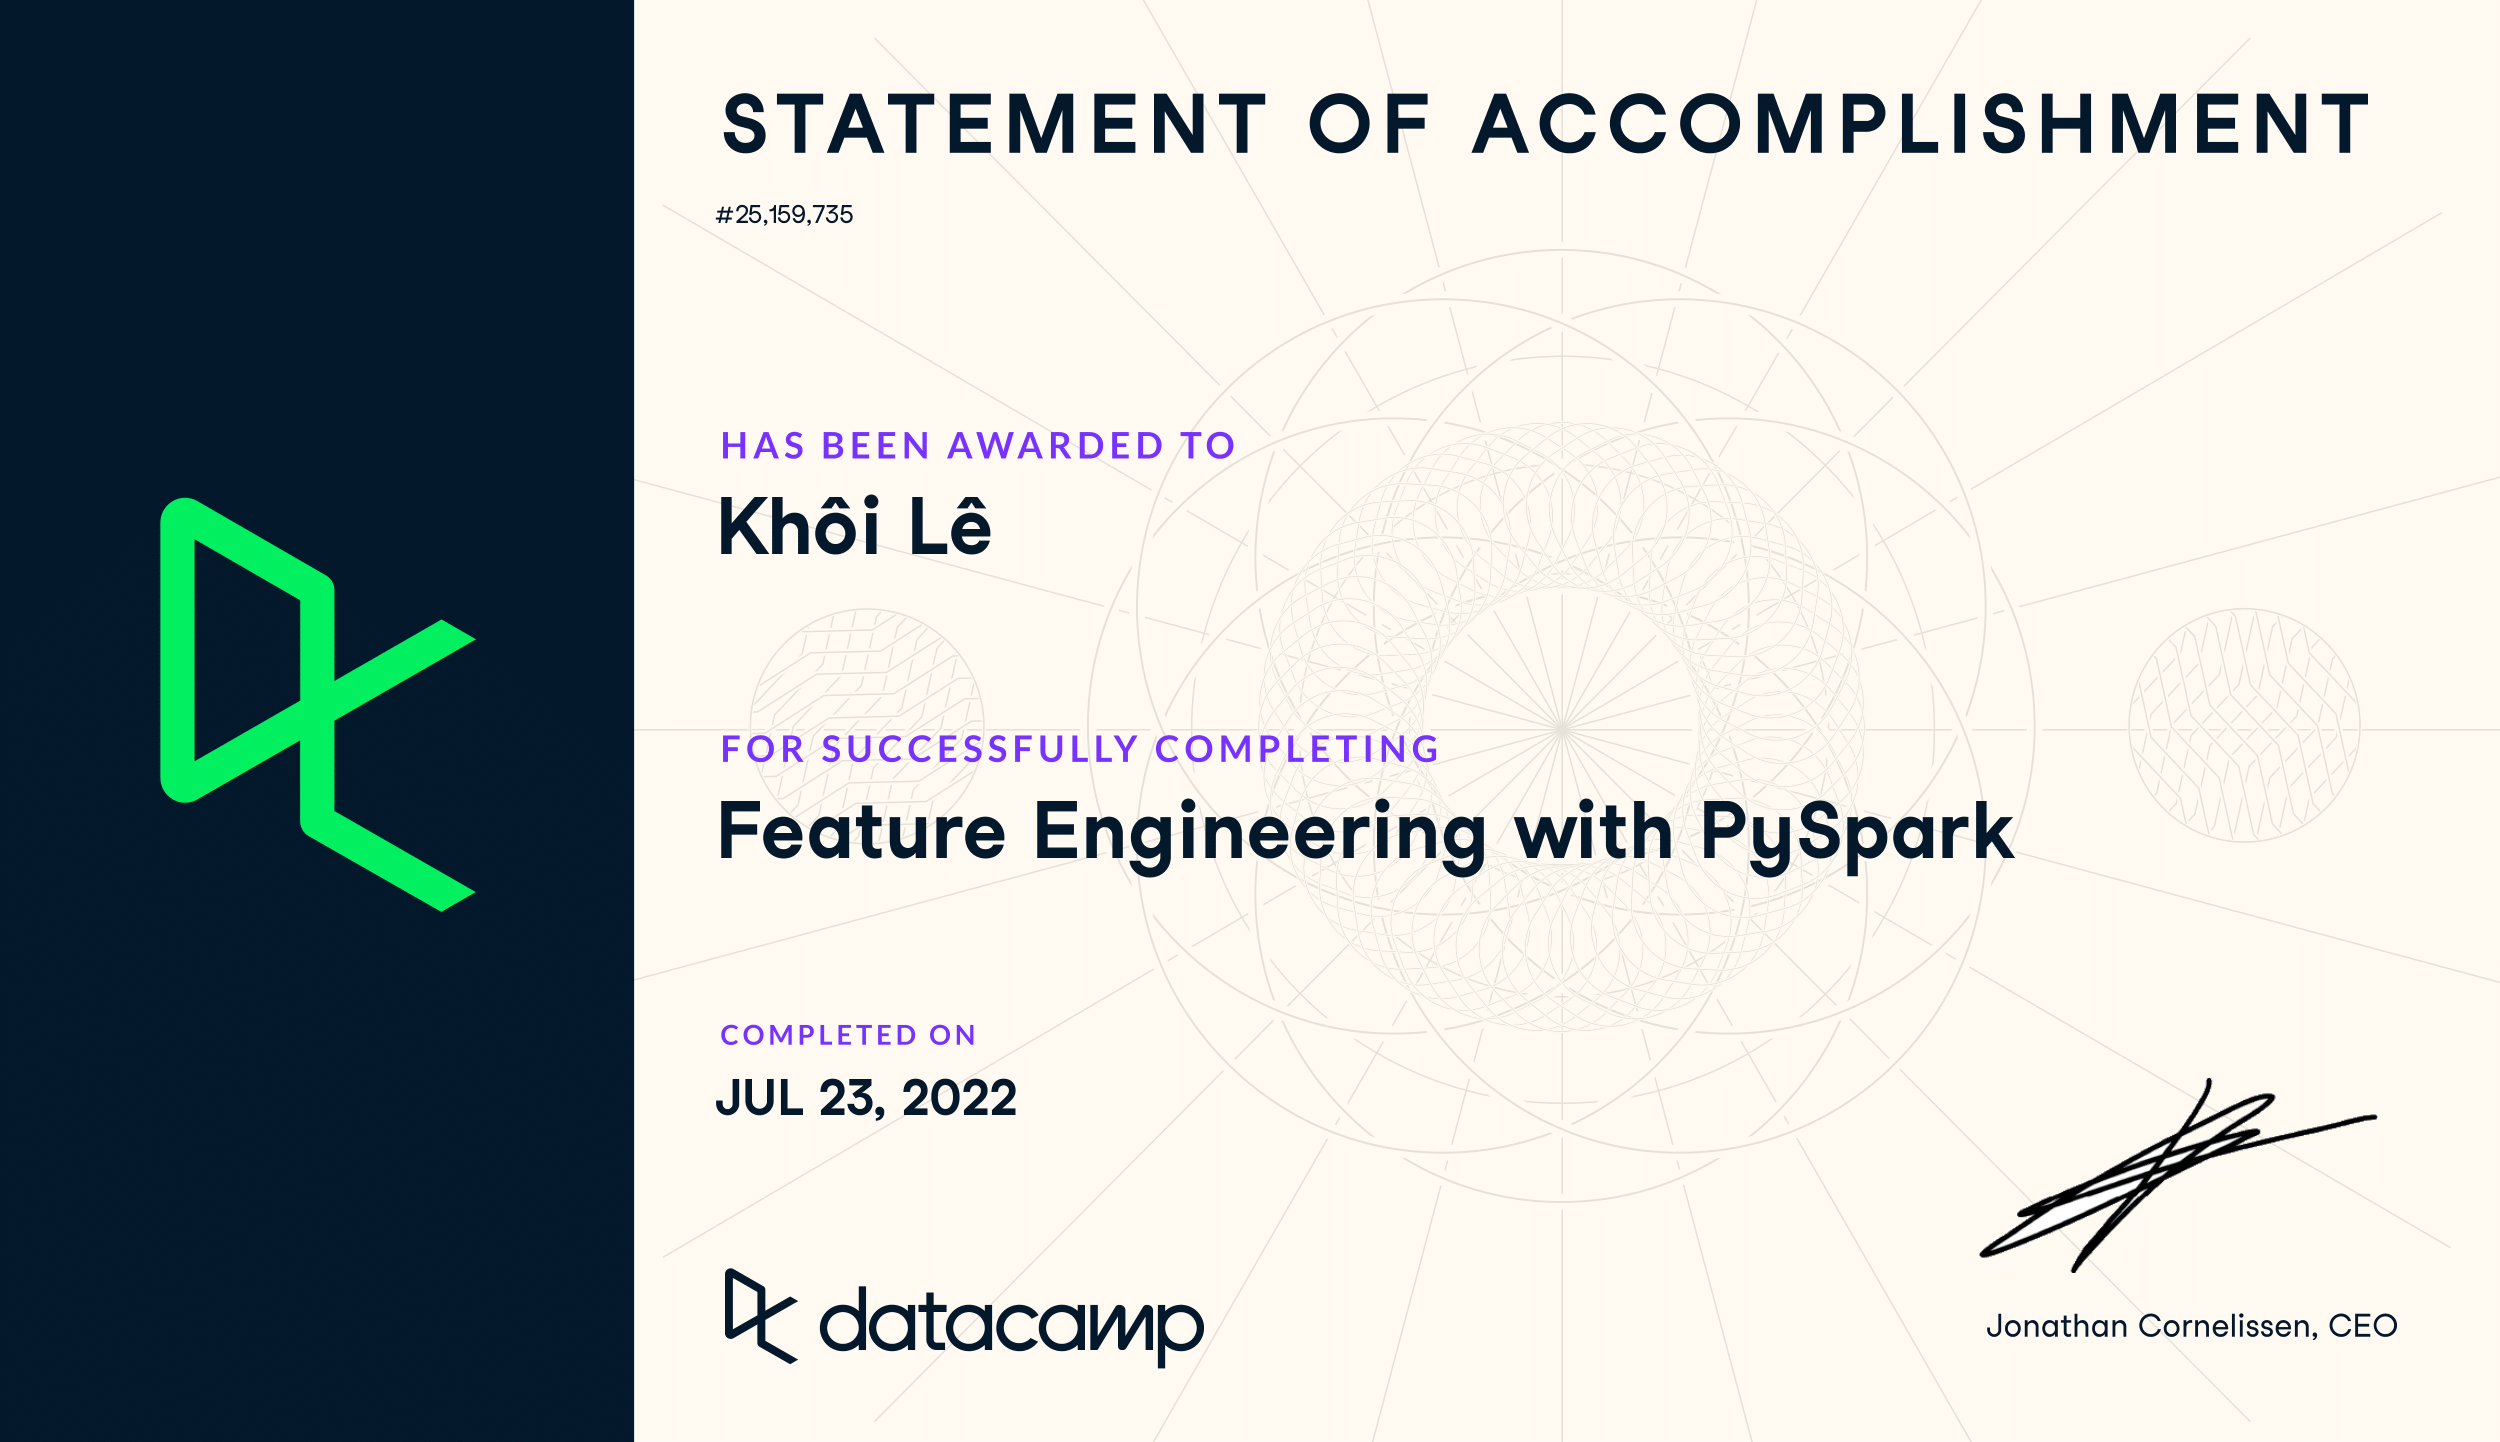 STATEMENT OF ACCOMPLISHMENT
#25,159,735
HAS BEEN AWARDED TO
Khôi Lê
FOR SUCCESSFULLY COMPLETING
Feature Engineering with PySpark
COMPLETED ON
JUL 23, 2022
datacamp
Jonathan Cornelissen, CEO